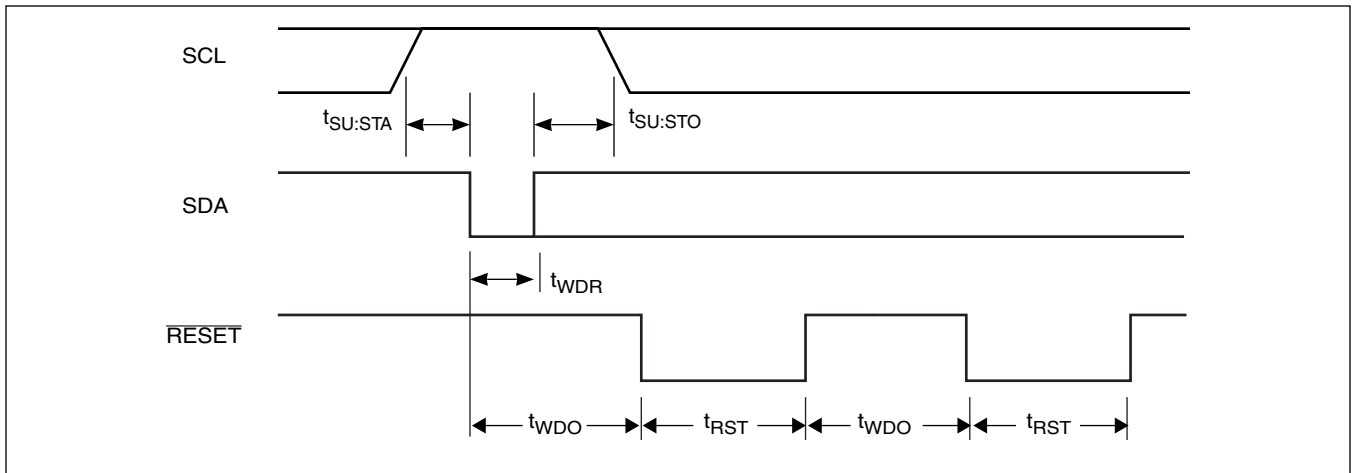 SCL
tSU:STA
tSU:STO
SDA
tWDR
RESET
tWDO tRST tWDO tRST